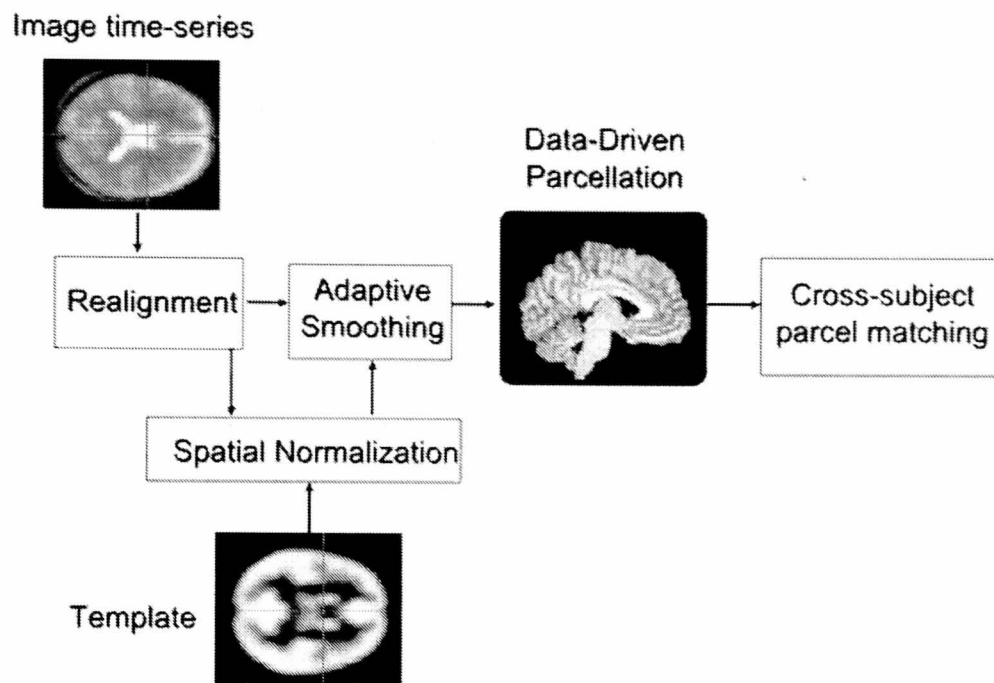 Image time-series
Data-Driven
Parcellation
Realignment
Adaptive
Smoothing
Cross-subject
parcel matching
Spatial Normalization
Template